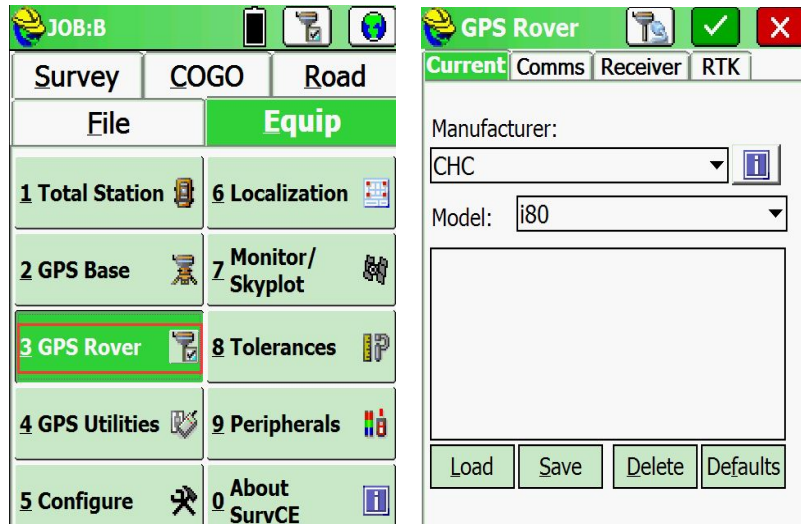 JOB:B
Survey COGO Road
File Equip
1 Total Station 6 Localization
2 GPS Base 7 Monitor/
Skyplot
3 GPS Rover 8 Tolerances
4 GPS Utilities 9 Peripherals
5 Configure 0 About
SurvCE
GPS Rover
Current Comms Receiver RTK
Manufacturer:
CHC
Model: i80
Load Save Delete Defaults